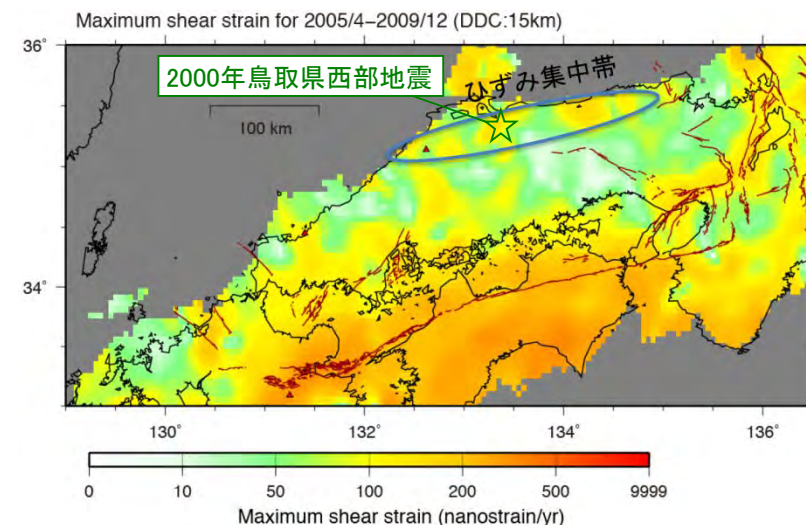 Maximum shear strain for 2005/4-2009/12 (DDC:15km)
36°
2000年鳥取県西部地震
ひずみ集中帯
100 km
34°
130°
132°
134°
136°
0
10
50
100
200
500
9999
Maximum shear strain (nanostrain/yr)